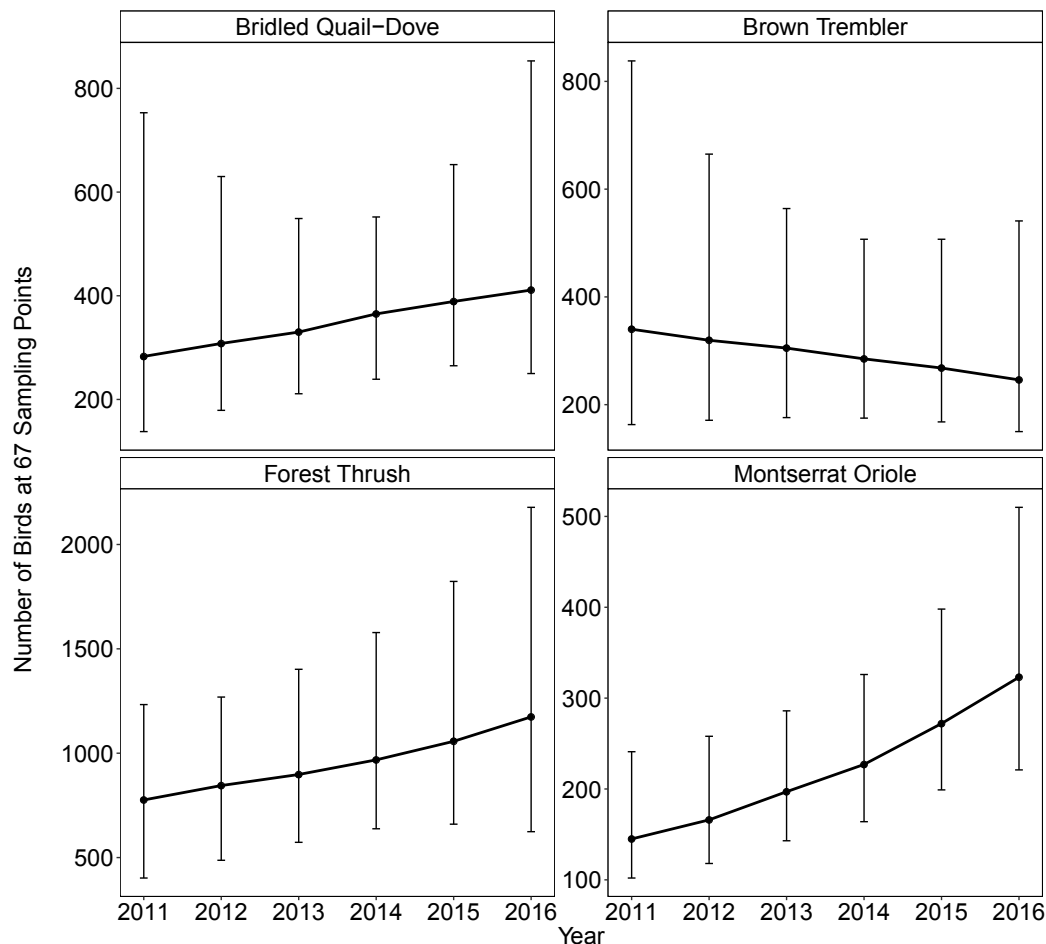 Bridled Quail−Dove
Brown Trembler
800
600
400
200
800
600
400
200
Number of Birds at 67 Sampling Points
Forest Thrush
Montserrat Oriole
2000
1500
1000
500
500
400
300
200
100
2011 2012 2013 2014 2015 2016
2011 2012 2013 2014 2015 2016
Year